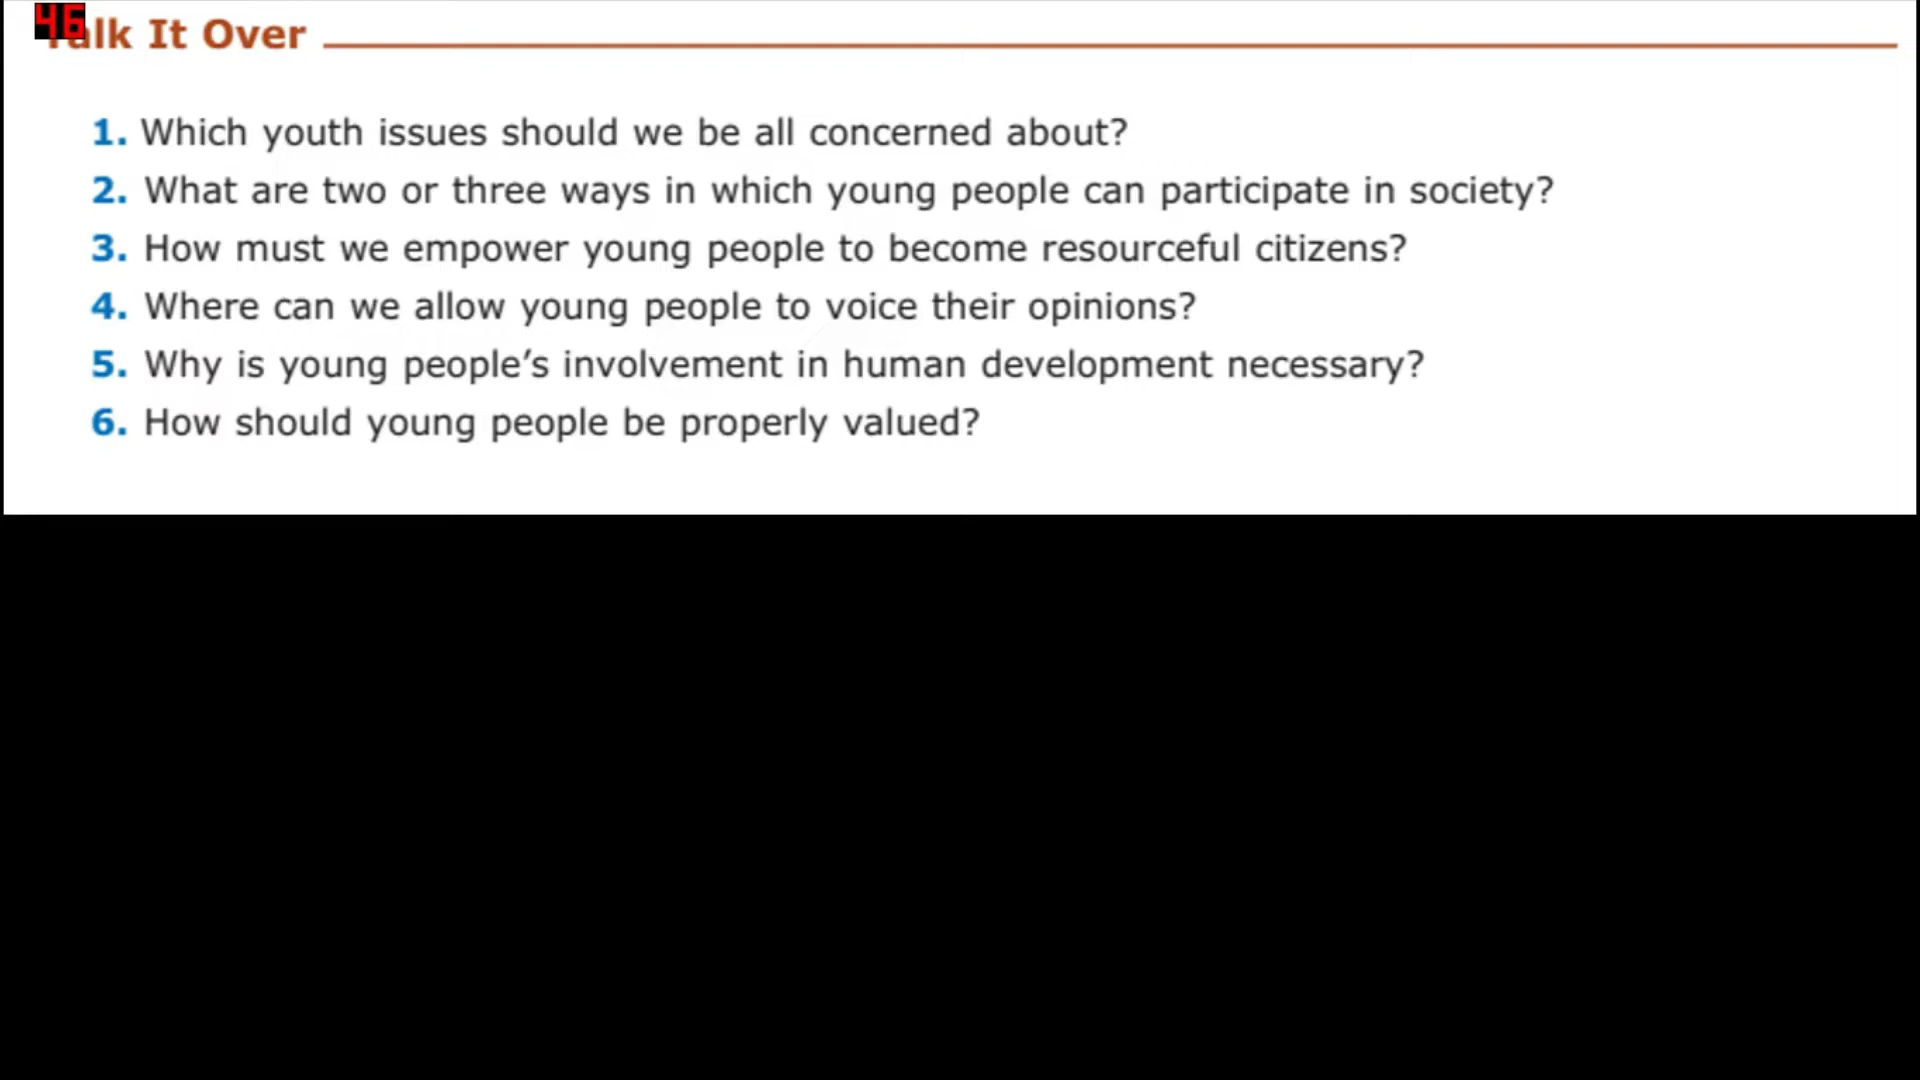 46
Talk It Over
1. Which youth issues should we be all concerned about?
2. What are two or three ways in which young people can participate in society?
3. How must we empower young people to become resourceful citizens?
4. Where can we allow young people to voice their opinions?
5. Why is young people’s involvement in human development necessary?
6. How should young people be properly valued?